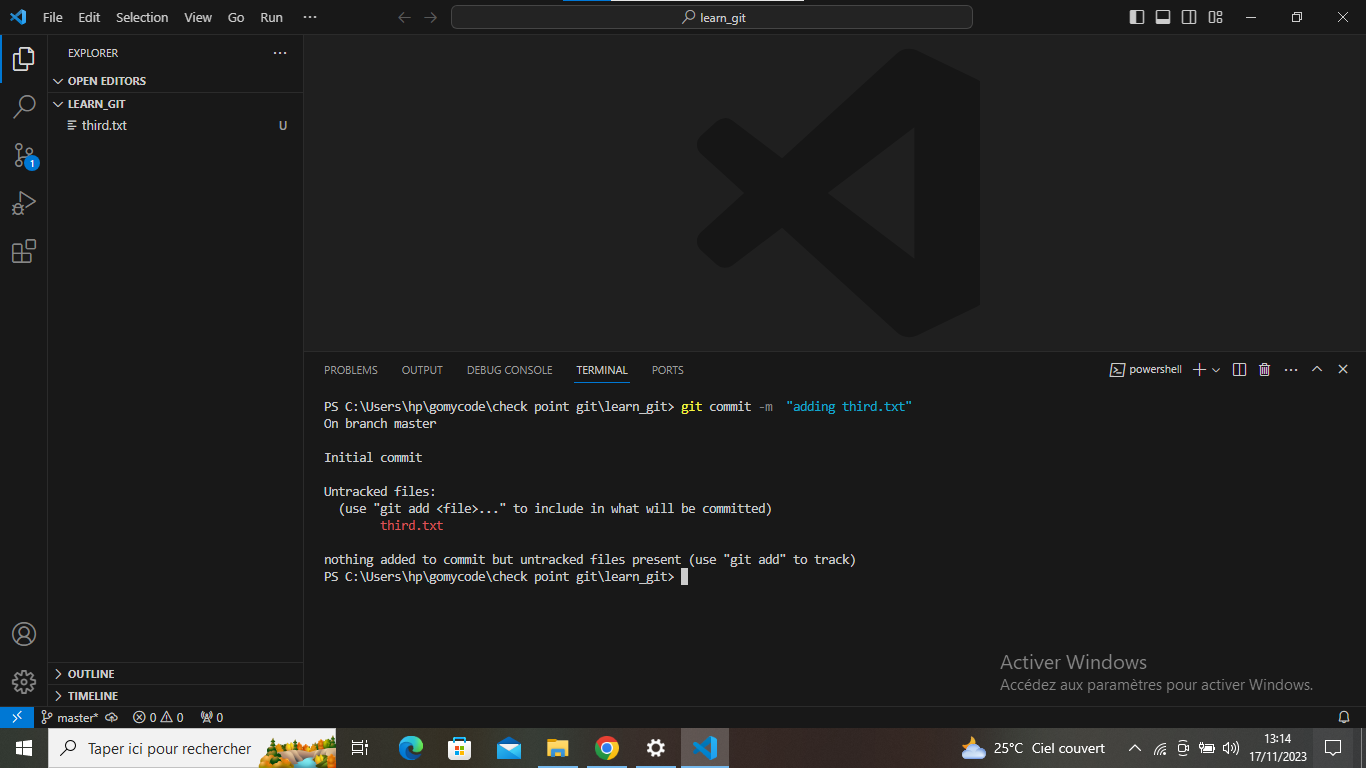 File Edit Selection View Go Run ···
learn_git
EXPLORER ···
OPEN EDITORS
LEARN_GIT
third.txt U
1
PROBLEMS OUTPUT DEBUG CONSOLE TERMINAL PORTS
powershell
PS C:\Users\hp\gomycode\check point git\learn_git> git commit -m  "adding third.txt"
On branch master
Initial commit
Untracked files:
  (use "git add <file>..." to include in what will be committed)
        third.txt
nothing added to commit but untracked files present (use "git add" to track)
PS C:\Users\hp\gomycode\check point git\learn_git>
OUTLINE
TIMELINE
Activer Windows
Accédez aux paramètres pour activer Windows.
master* 0 0 0
Taper ici pour rechercher
25°C Ciel couvert
13:14
17/11/2023